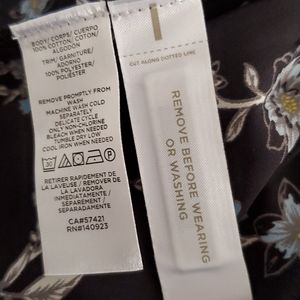 BODY/ CORPS/ CUERPO
100% COTTON/ COTON/
ALGODON
TRIM/ GARNITURE/
ADORNO
100% POLYESTER/
POLIÉSTER
REMOVE PROMPTLY FROM
WASH
MACHINE WASH COLD
SEPARATELY
DELICATE CYCLE
ONLY NON-CHLORINE
BLEACH WHEN NEEDED
TUMBLE DRY LOW
COOL IRON WHEN NEEDED
30
RETIRER RAPIDEMENT DE
LA LAVEUSE / REMOVER
DE LA LAVADORA
INMEDIATAMENTE /
SÉPARÉMENT /
SEPARADAMENTE
CA#57421
RN#140923
CUT ALONG DOTTED LINE
REMOVE BEFORE WEARING
OR WASHING